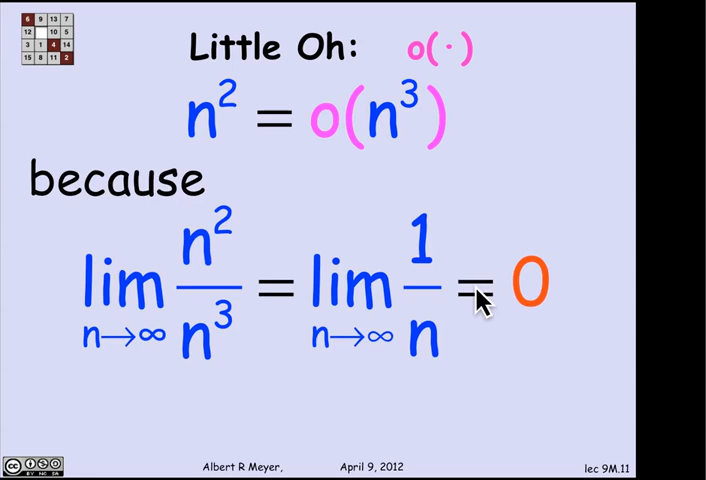 6 9 13 7
12 10 5
3 1 4 14
15 8 11 2
Little Oh: o(·)
n² = o(n³)
because
lim n→∞ n²/n³ = lim n→∞ 1/n = 0
cc BY NC SA
Albert R Meyer, April 9, 2012 lec 9M.11